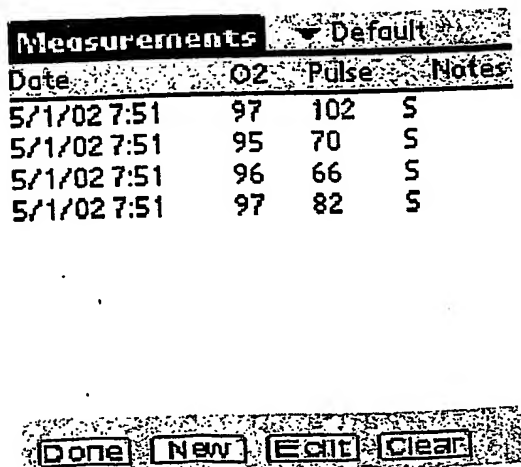 Measurements Default
Date O2 Pulse Notes
5/1/02 7:51 97 102 S
5/1/02 7:51 95 70 S
5/1/02 7:51 96 66 S
5/1/02 7:51 97 82 S
Done New Edit Clear